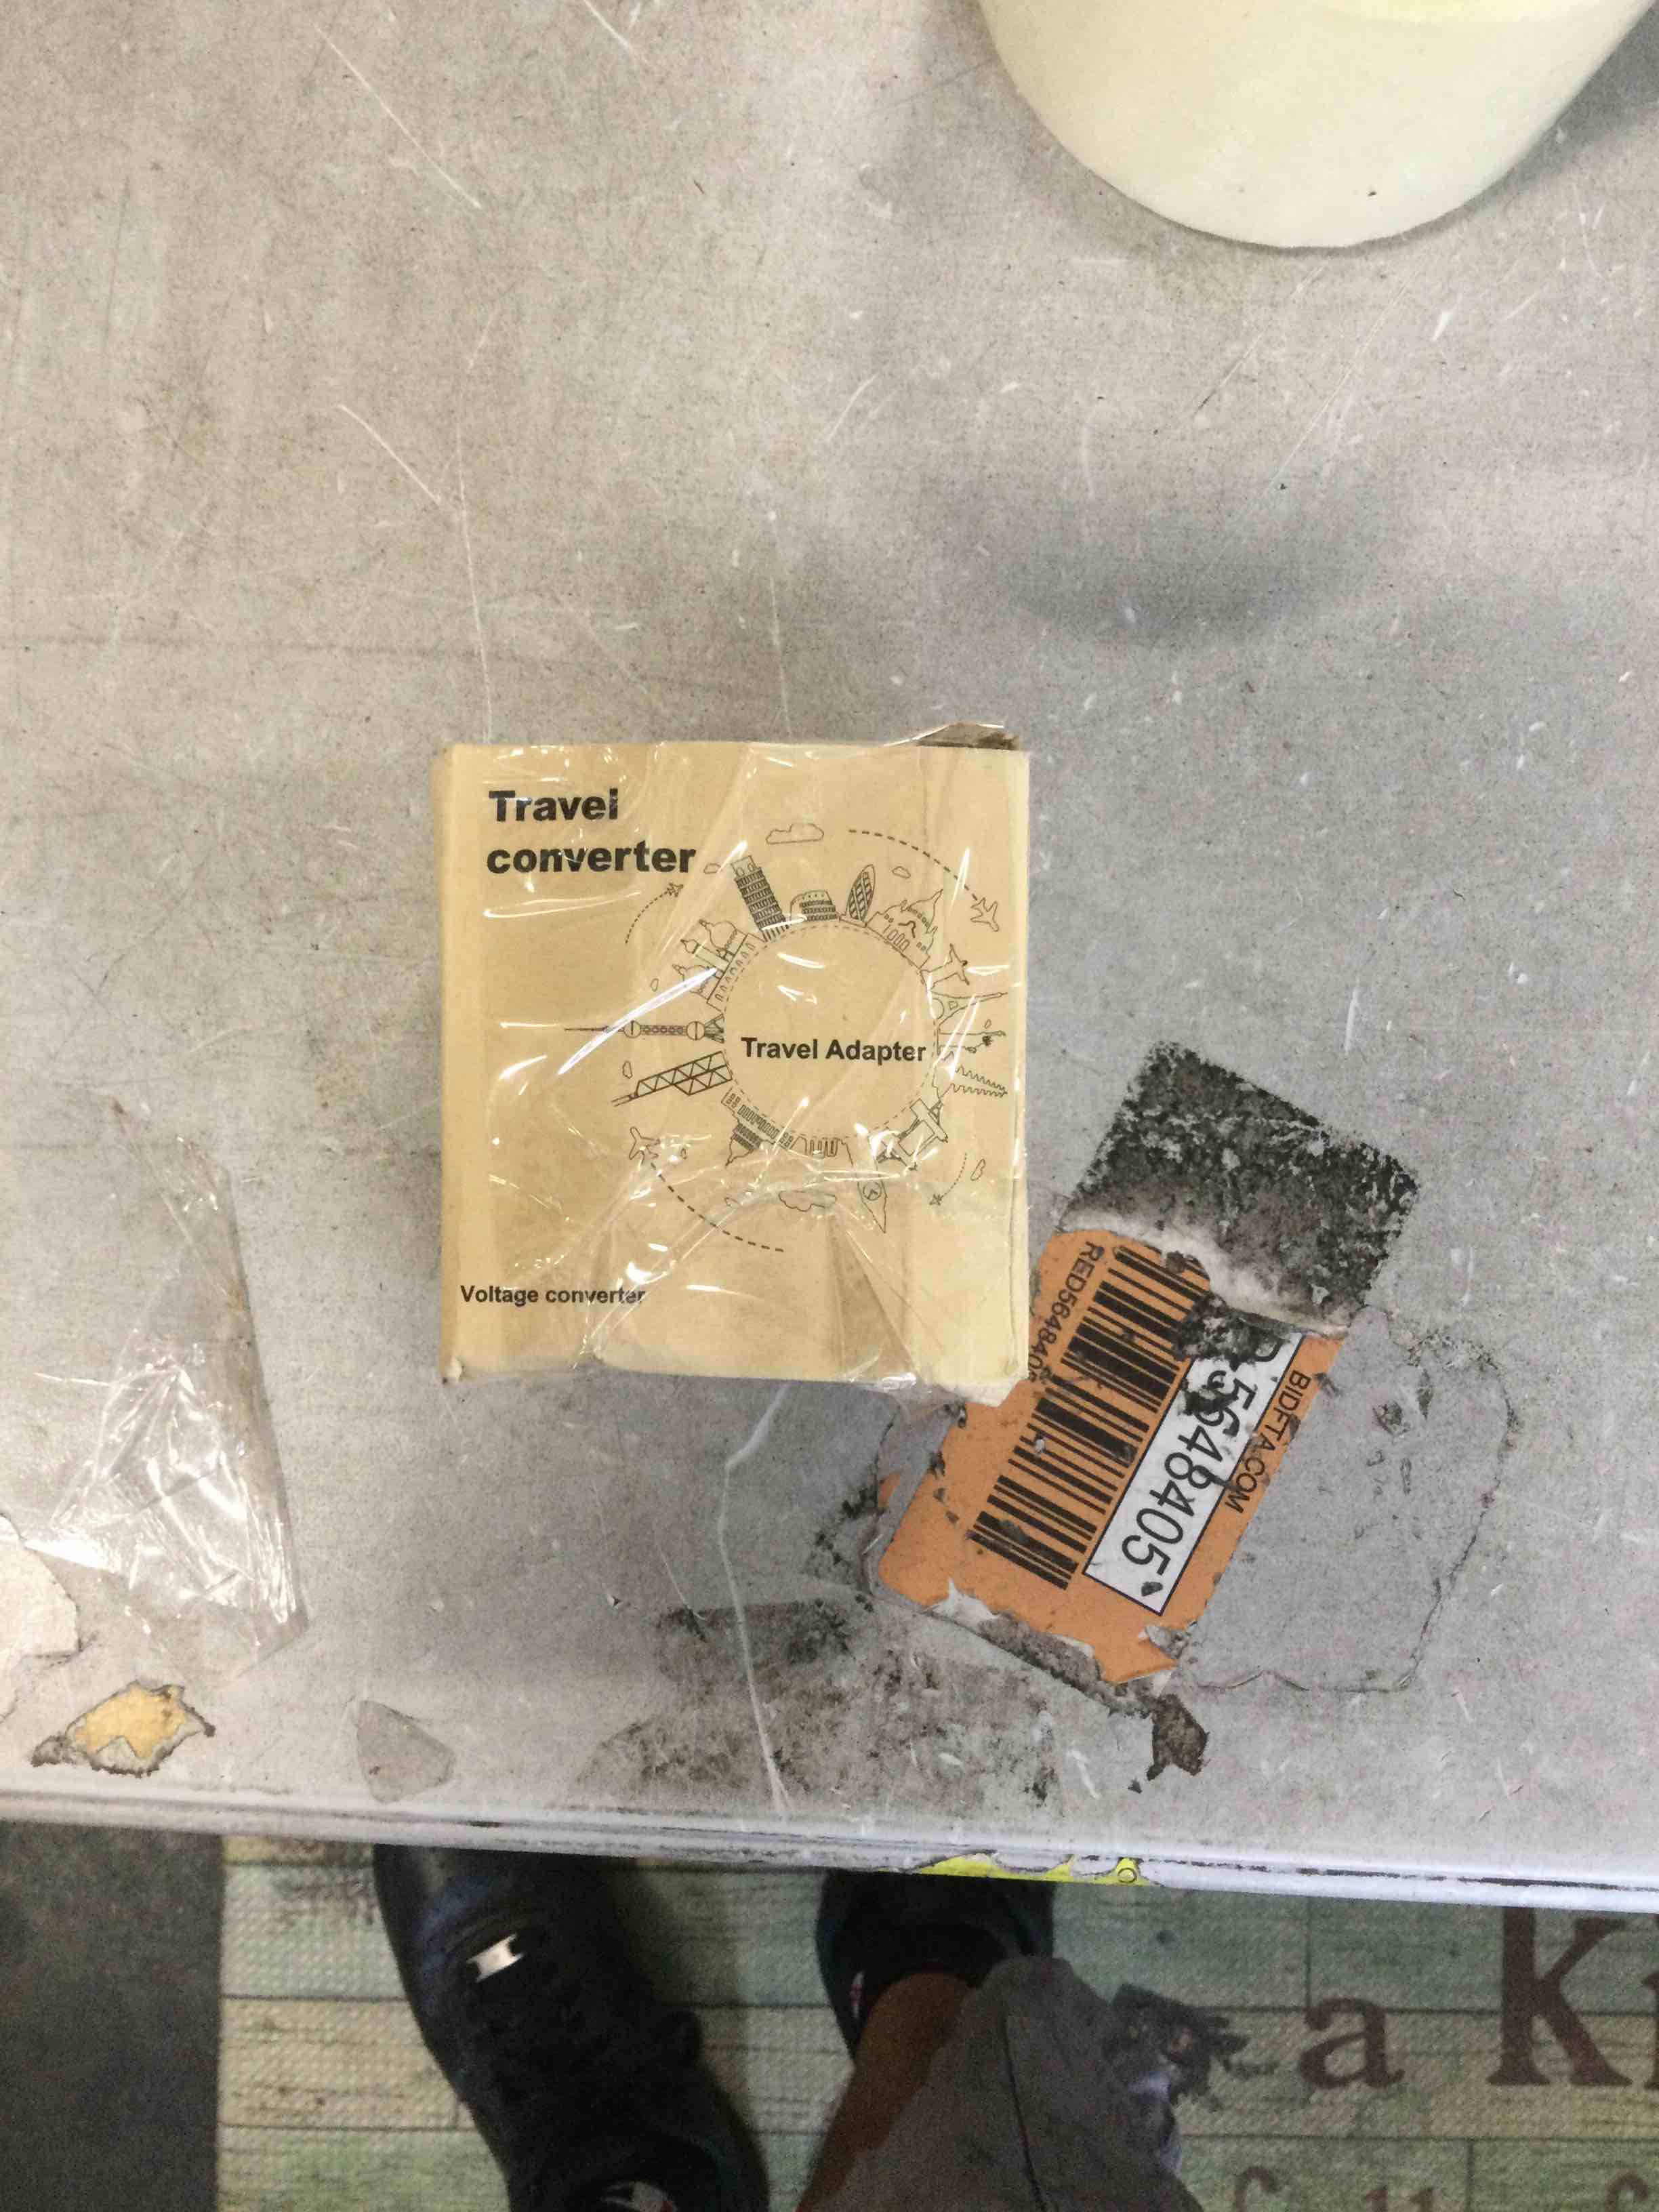 Travel
converter
Travel Adapter
Voltage converter
BIDFTA.COM
5648405
a